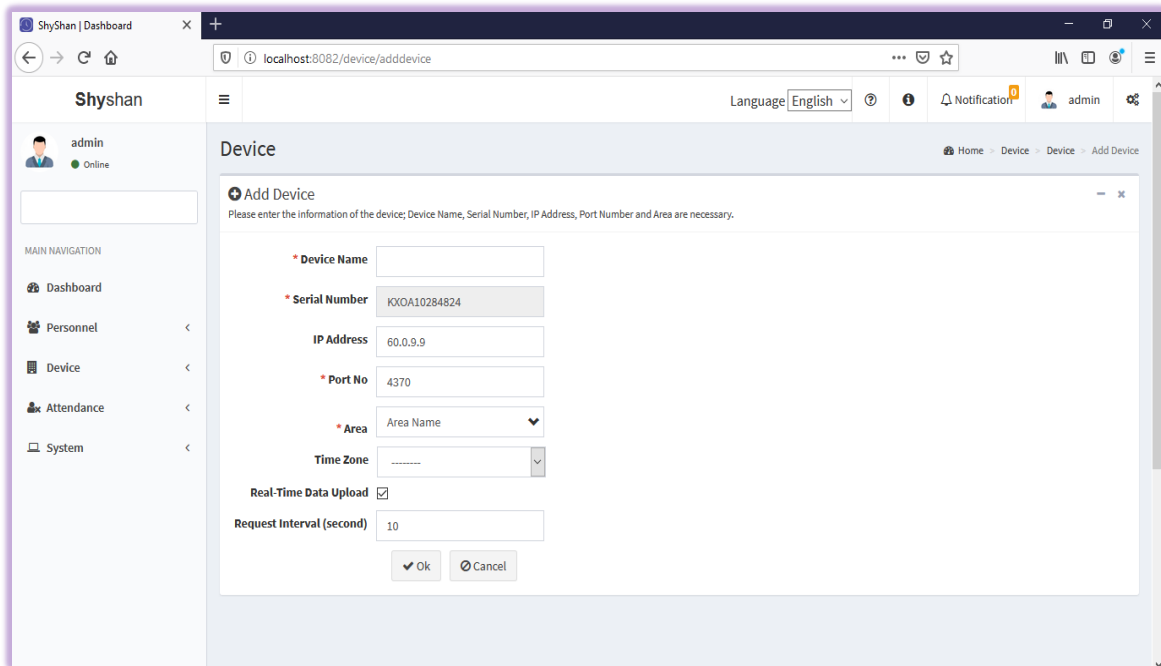 ShyShan | Dashboard
localhost:8082/device/adddevice
Shyshan
Language English
Notification 0
admin
admin
Online
Device
Home > Device > Device > Add Device
Add Device
Please enter the information of the device; Device Name, Serial Number, IP Address, Port Number and Area are necessary.
MAIN NAVIGATION
Dashboard
Personnel
Device
Attendance
System
* Device Name
* Serial Number KXOA10284824
IP Address 60.0.9.9
* Port No 4370
* Area Area Name
Time Zone --------
Real-Time Data Upload
Request Interval (second) 10
Ok Cancel